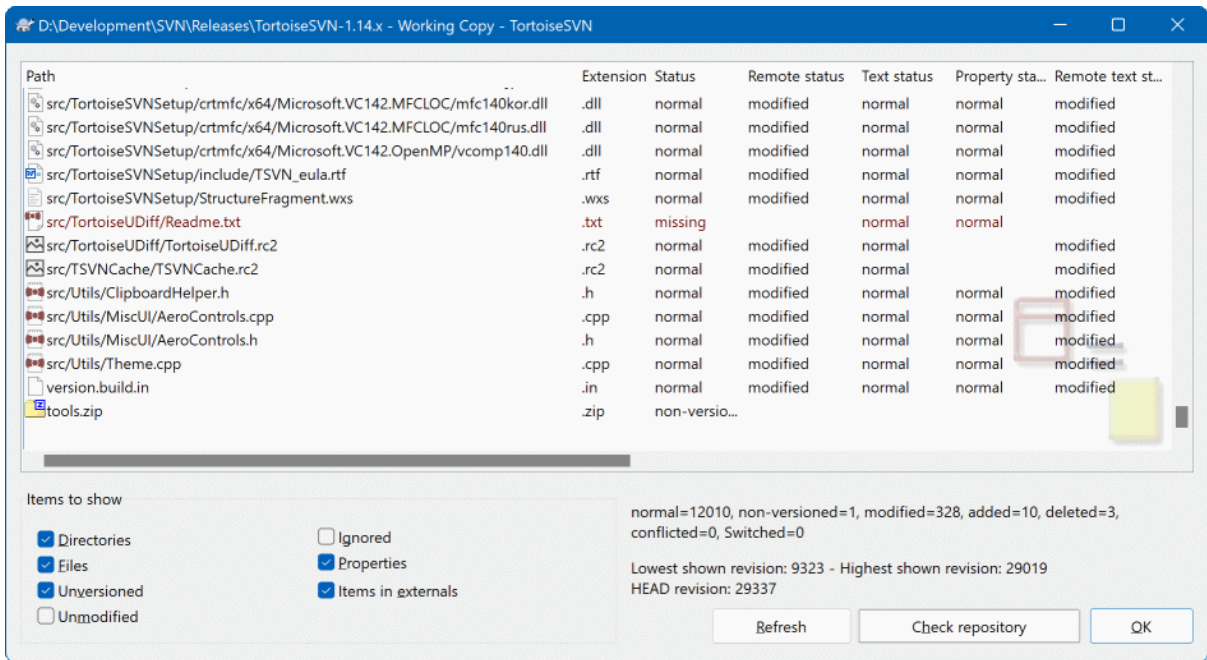 D:\Development\SVN\Releases\TortoiseSVN-1.14.x - Working Copy - TortoiseSVN
Path Extension Status Remote status Text status Property sta... Remote text st...
src/TortoiseSVNSetup/crtmfc/x64/Microsoft.VC142.MFCLOC/mfc140kor.dll .dll normal modified normal normal modified
src/TortoiseSVNSetup/crtmfc/x64/Microsoft.VC142.MFCLOC/mfc140rus.dll .dll normal modified normal normal modified
src/TortoiseSVNSetup/crtmfc/x64/Microsoft.VC142.OpenMP/vcomp140.dll .dll normal modified normal normal modified
src/TortoiseSVNSetup/include/TSVN_eula.rtf .rtf normal modified normal normal modified
src/TortoiseSVNSetup/StructureFragment.wxs .wxs normal modified normal normal modified
src/TortoiseUDiff/Readme.txt .txt missing normal normal
src/TortoiseUDiff/TortoiseUDiff.rc2 .rc2 normal modified normal modified
src/TSVNCache/TSVNCache.rc2 .rc2 normal modified normal modified
src/Utils/ClipboardHelper.h .h normal modified normal normal modified
src/Utils/MiscUI/AeroControls.cpp .cpp normal modified normal normal modified
src/Utils/MiscUI/AeroControls.h .h normal modified normal normal modified
src/Utils/Theme.cpp .cpp normal modified normal normal modified
version.build.in .in normal modified normal normal modified
tools.zip .zip non-versio...
Items to show
Directories
Files
Unversioned
Unmodified
Ignored
Properties
Items in externals
normal=12010, non-versioned=1, modified=328, added=10, deleted=3,
conflicted=0, Switched=0
Lowest shown revision: 9323 - Highest shown revision: 29019
HEAD revision: 29337
Refresh Check repository OK